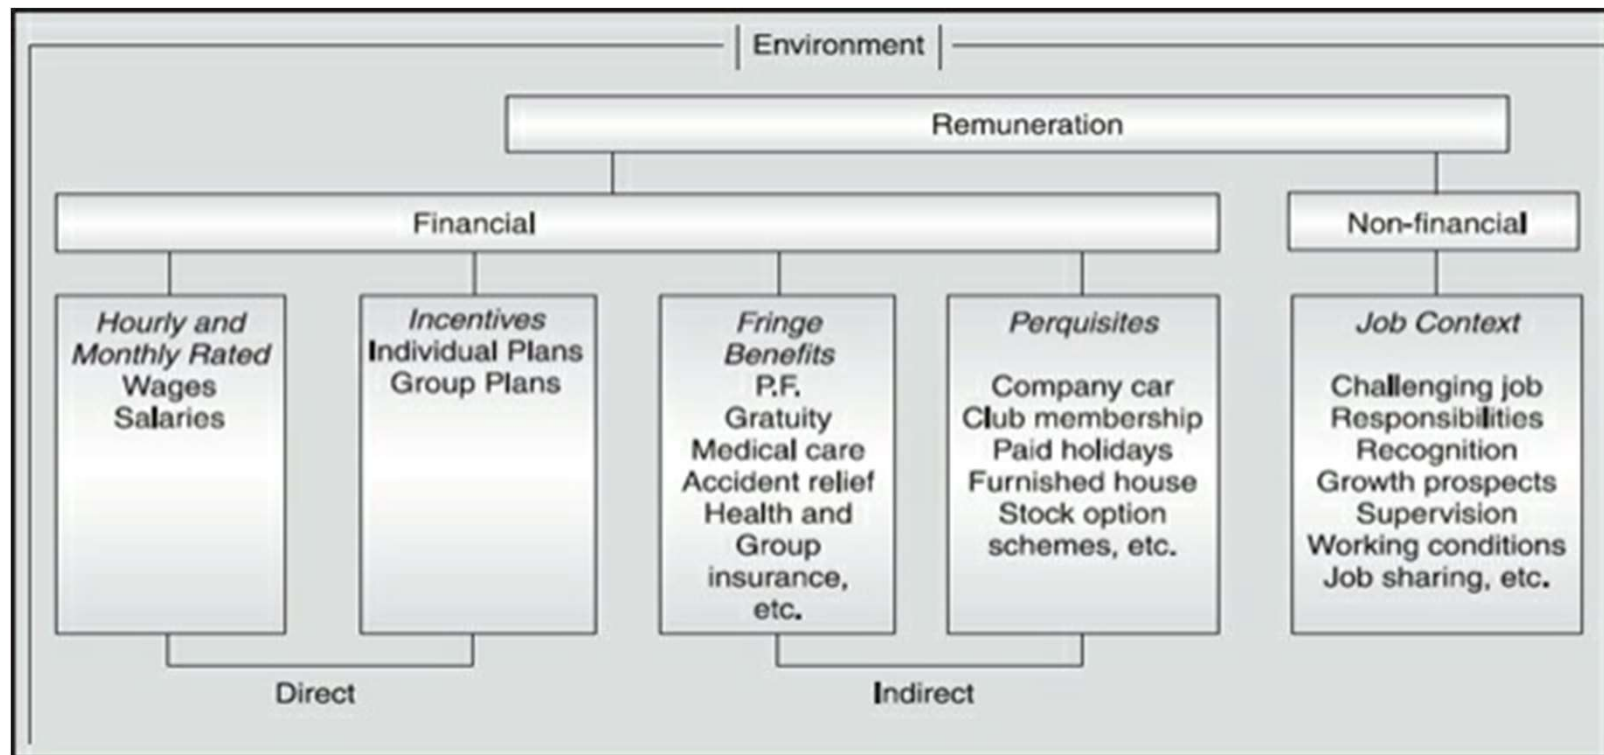 Environment
Remuneration
Financial
Non-financial
Hourly and
Monthly Rated
Wages
Salaries
Incentives
Individual Plans
Group Plans
Fringe
Benefits
P.F.
Gratuity
Medical care
Accident relief
Health and
Group
insurance,
etc.
Perquisites
Company car
Club membership
Paid holidays
Furnished house
Stock option
schemes, etc.
Job Context
Challenging job
Responsibilities
Recognition
Growth prospects
Supervision
Working conditions
Job sharing, etc.
Direct
Indirect